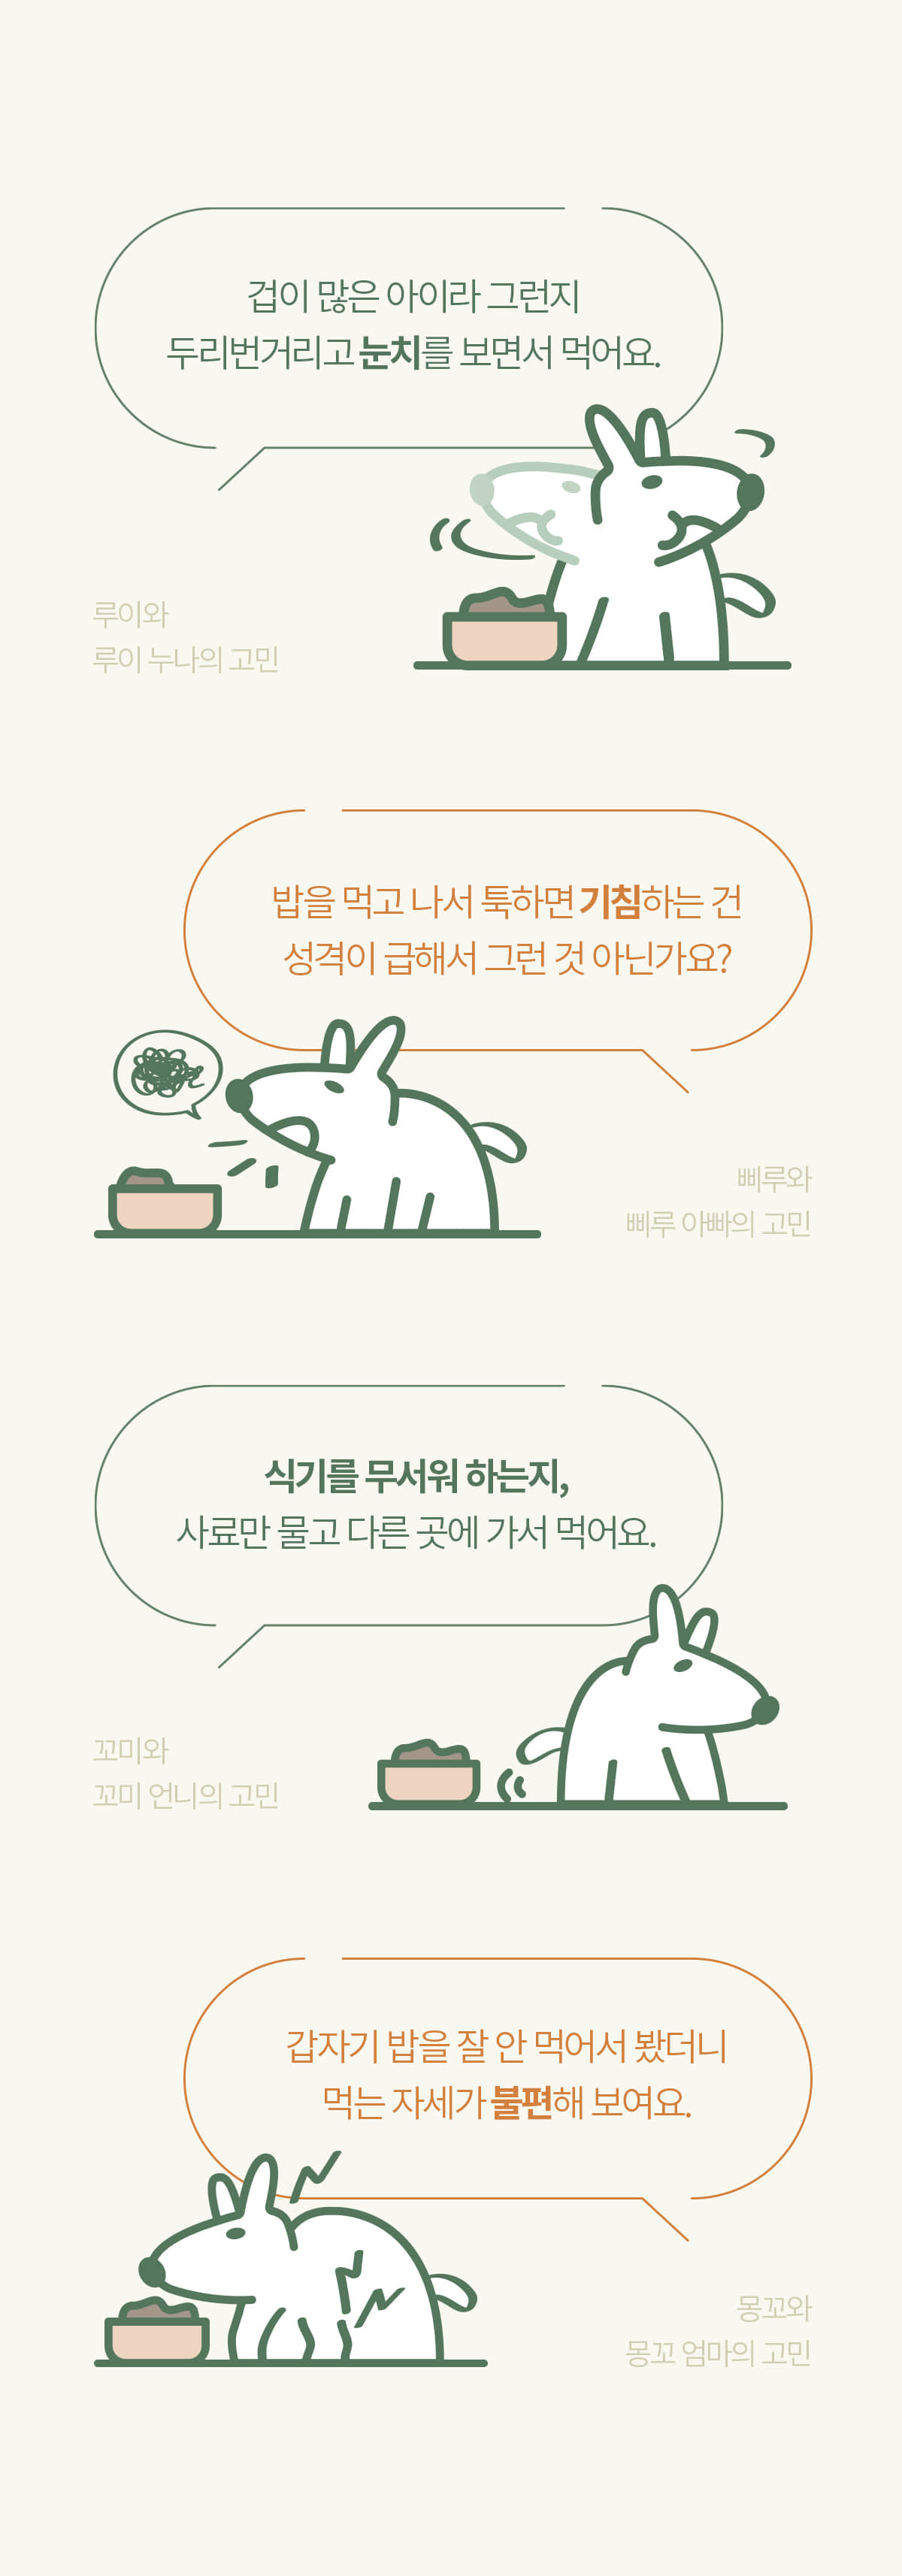 겁이 많은 아이라 그런지
두리번거리고 눈치를 보면서 먹어요.
루이와
루이 누나의 고민
밥을 먹고 나서 툭하면 기침하는 건
성격이 급해서 그런 것 아닌가요?
삐루와
삐루 아빠의 고민
식기를 무서워 하는지,
사료만 물고 다른 곳에 가서 먹어요.
꼬미와
꼬미 언니의 고민
갑자기 밥을 잘 안 먹어서 봤더니
먹는 자세가 불편해 보여요.
몽꼬와
몽꼬 엄마의 고민